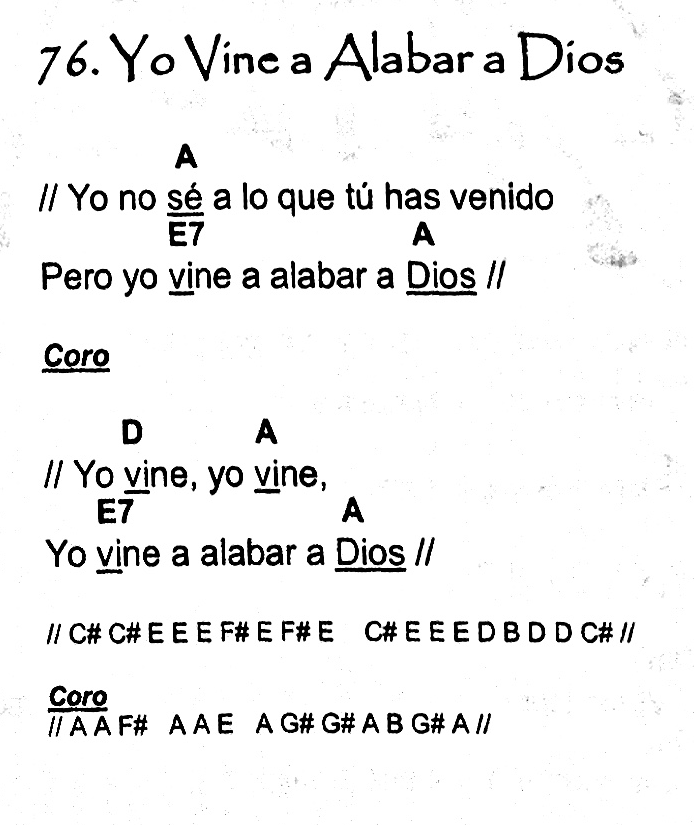 76. Yo Vine a Alabar a Dios
A
// Yo no sé a lo que tú has venido
E7 A
Pero yo vine a alabar a Dios //
Coro
D A
// Yo vine, yo vine,
E7 A
Yo vine a alabar a Dios //
// C# C# E E E F# E F# E C# E E E D B D D C# //
Coro
// A A F# A A E A G# G# A B G# A //